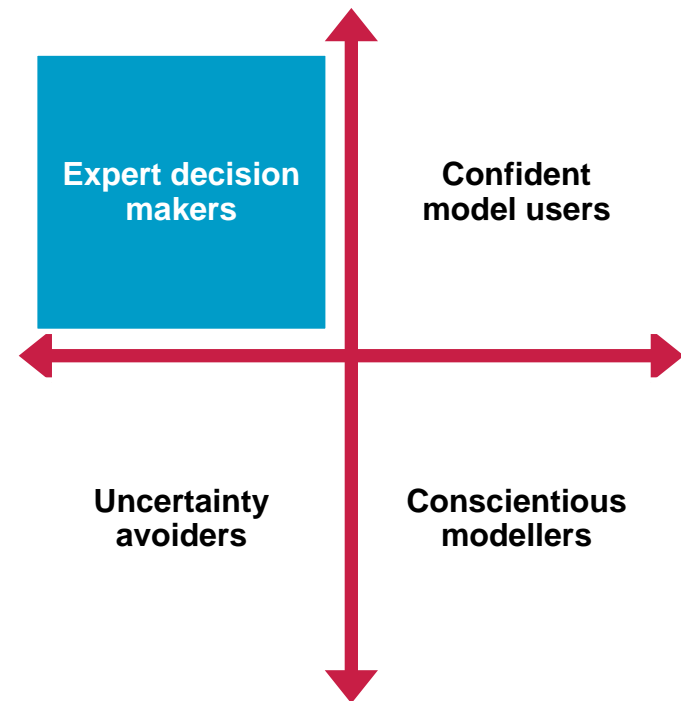 Expert decision
makers
Confident
model users
Uncertainty
avoiders
Conscientious
modellers